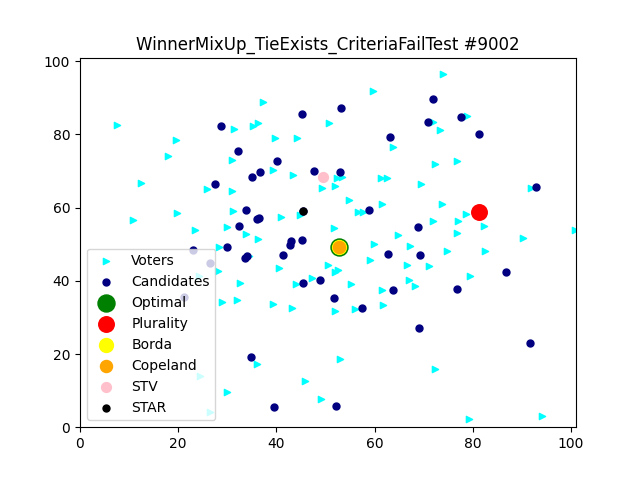 WinnerMixUp_TieExists_CriteriaFailTest #9002
100
80
60
40
20
0
Voters
Candidates
Optimal
Plurality
Borda
Copeland
STV
STAR
0 20 40 60 80 100